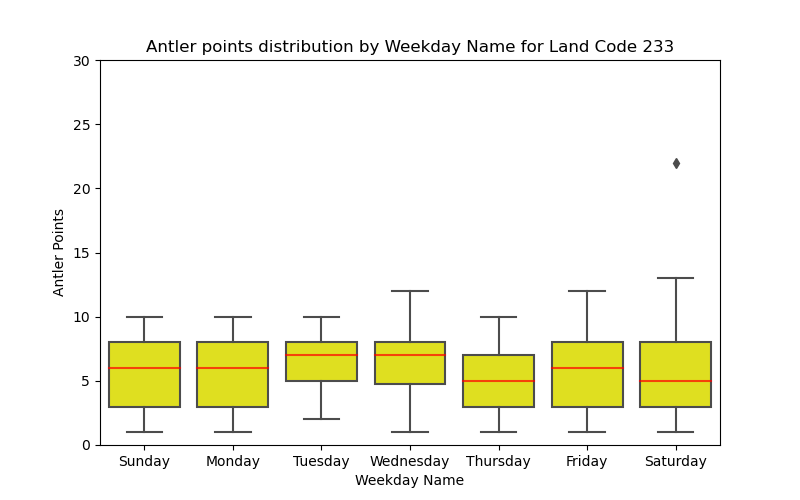 Antler points distribution by Weekday Name for Land Code 233
Antler Points
30
25
20
15
10
5
0
Sunday Monday Tuesday Wednesday Thursday Friday Saturday
Weekday Name